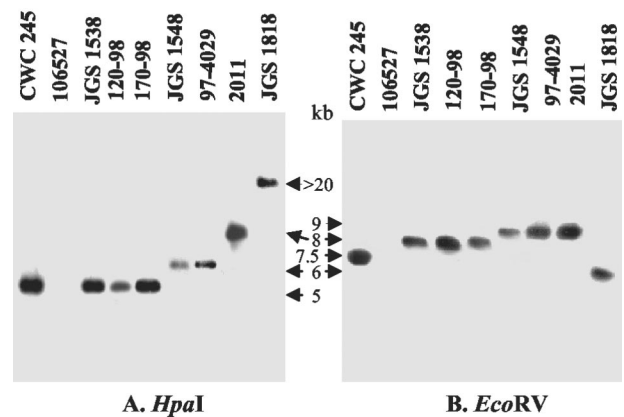 CWC 245
106527
JGS 1538
120-98
170-98
JGS 1548
97-4029
2011
JGS 1818
kb
>20
9
8
7.5
6
5
CWC 245
106527
JGS 1538
120-98
170-98
JGS 1548
97-4029
2011
JGS 1818
A. HpaI
B. EcoRV